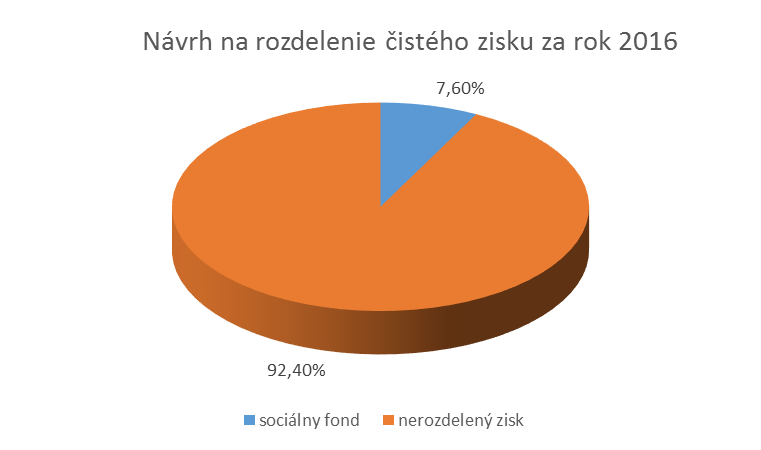 Návrh na rozdelenie čistého zisku za rok 2016
7,60%
92,40%
sociálny fond nerozdelený zisk